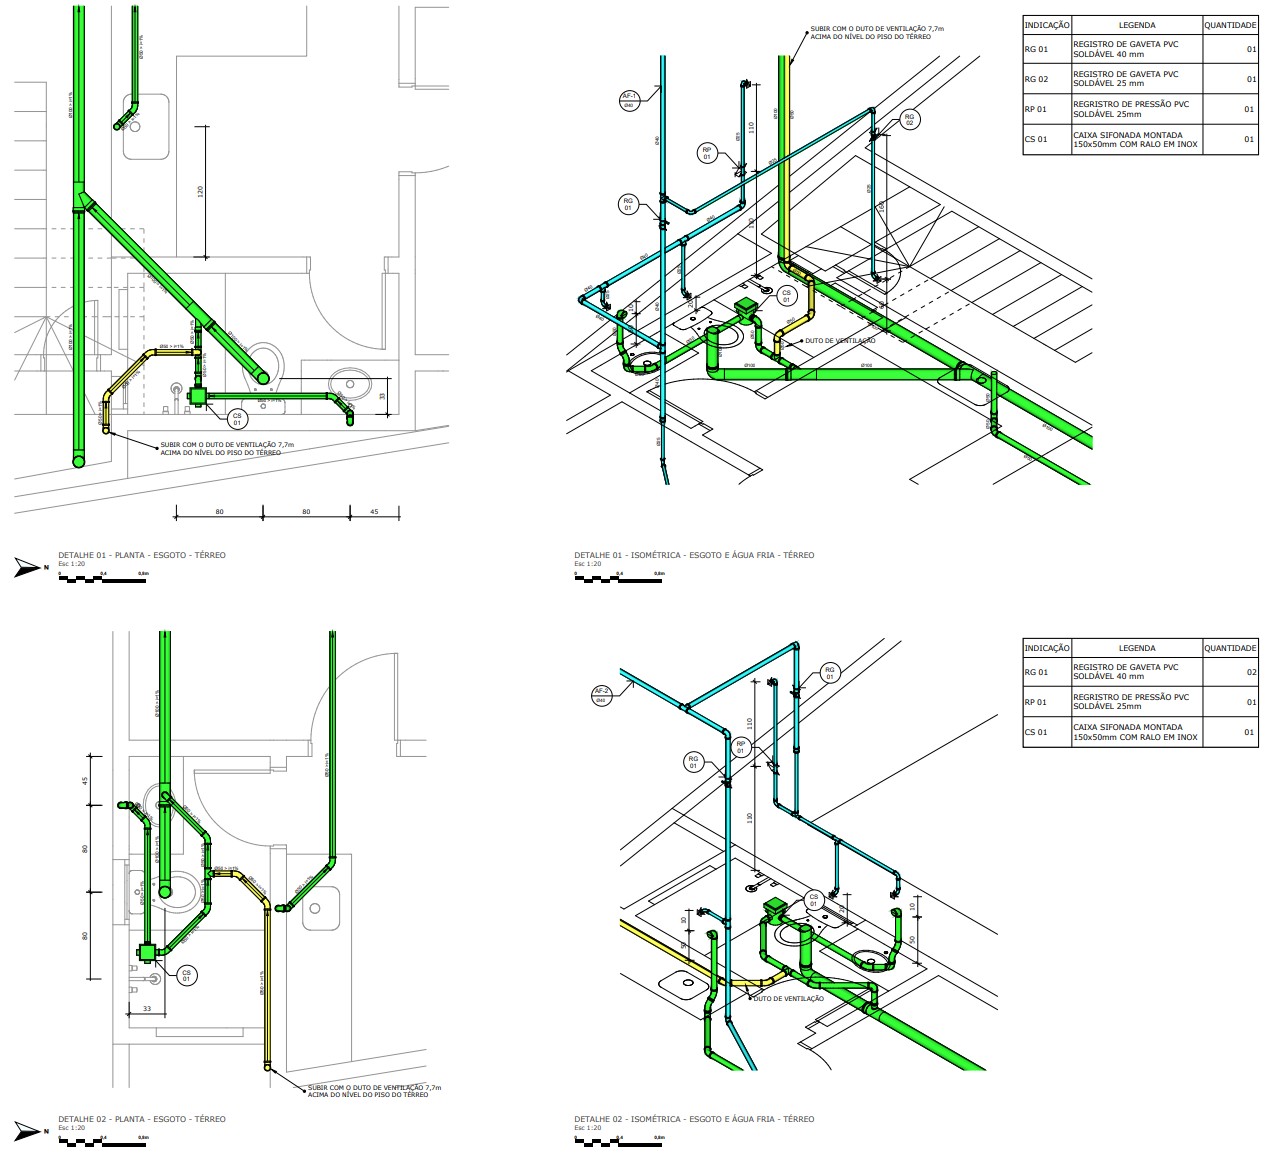 SUBIR COM O DUTO DE VENTILAÇÃO 7,7m
ACIMA DO NÍVEL DO PISO DO TÉRREO
INDICAÇÃO LEGENDA QUANTIDADE
RG 01 REGISTRO DE GAVETA PVC SOLDÁVEL 40 mm 01
RG 02 REGISTRO DE GAVETA PVC SOLDÁVEL 25 mm 01
RP 01 REGRISTRO DE PRESSÃO PVC SOLDÁVEL 25mm 01
CS 01 CAIXA SIFONADA MONTADA 150x50mm COM RALO EM INOX 01
120
33
CS
01
SUBIR COM O DUTO DE VENTILAÇÃO 7,7m
ACIMA DO NÍVEL DO PISO DO TÉRREO
80 80 45
AF-1
Ø40
RP
01
RG
01
RG
02
110
110
CS
01
DUTO DE VENTILAÇÃO
Ø100
Ø100
N
DETALHE 01 - PLANTA - ESGOTO - TÉRREO
Esc 1:20
0 0,4 0,8m
DETALHE 01 - ISOMÉTRICA - ESGOTO E ÁGUA FRIA - TÉRREO
Esc 1:20
0 0,4 0,8m
45
80
80
33
CS
01
SUBIR COM O DUTO DE VENTILAÇÃO 7,7m
ACIMA DO NÍVEL DO PISO DO TÉRREO
AF-2
Ø40
RG
01
RP
01
RG
01
110
110
CS
01
10
50
10
DUTO DE VENTILAÇÃO
INDICAÇÃO LEGENDA QUANTIDADE
RG 01 REGISTRO DE GAVETA PVC SOLDÁVEL 40 mm 02
RP 01 REGRISTRO DE PRESSÃO PVC SOLDÁVEL 25mm 01
CS 01 CAIXA SIFONADA MONTADA 150x50mm COM RALO EM INOX 01
N
DETALHE 02 - PLANTA - ESGOTO - TÉRREO
Esc 1:20
0 0,4 0,8m
DETALHE 02 - ISOMÉTRICA - ESGOTO E ÁGUA FRIA - TÉRREO
Esc 1:20
0 0,4 0,8m